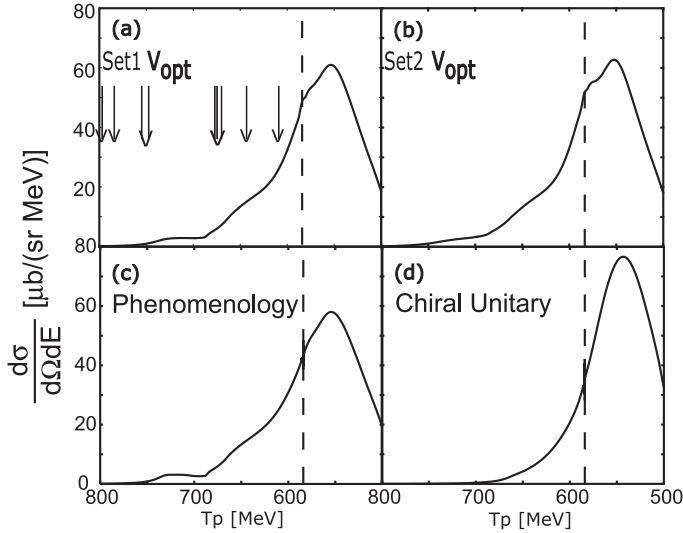 80
(a)
(b)
Set1 Vopt
Set2 Vopt
60
40
20
80
(c)
(d)
Phenomenology
Chiral Unitary
60
40
20
0
dσ
dΩdE [μb/(sr MeV)]
800 700 600 800 700 600 500
Tp [MeV]
Tp [MeV]